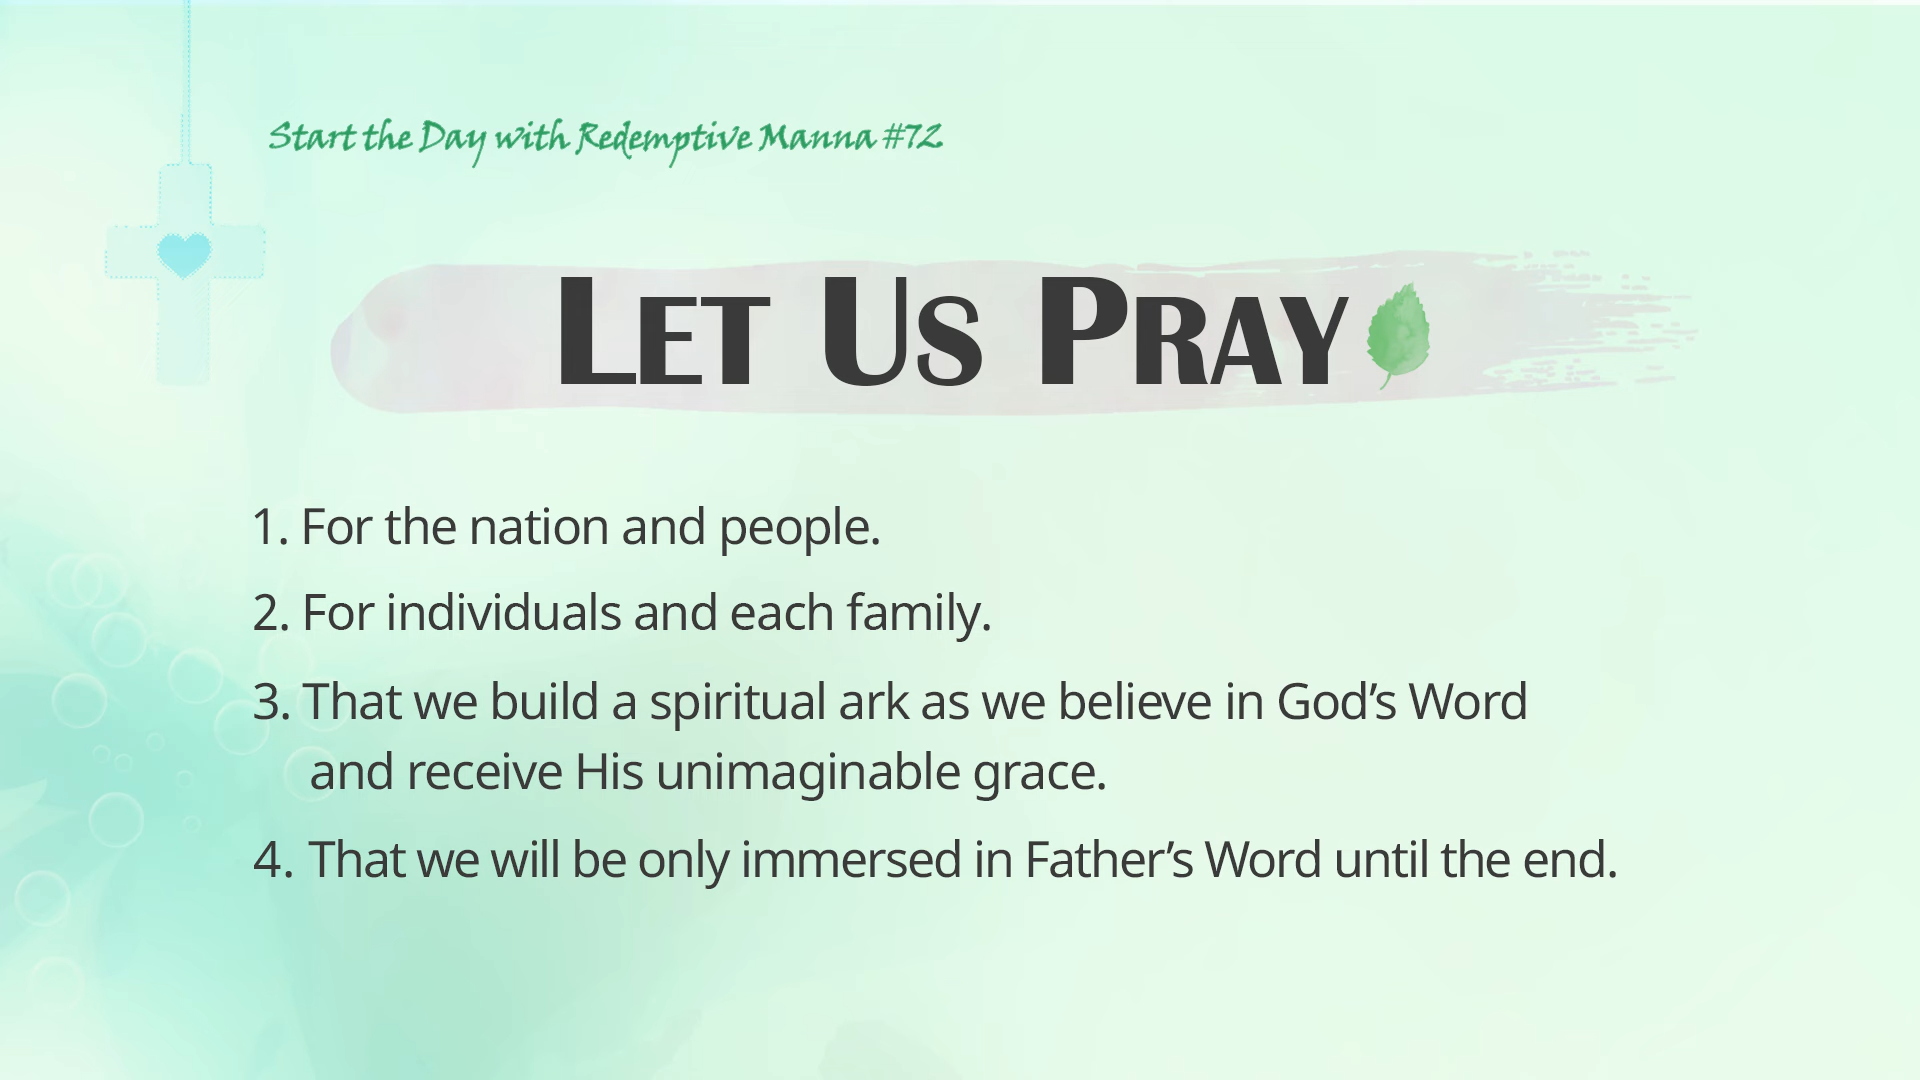 Start the Day with Redemptive Manna #72
LET US PRAY
1. For the nation and people.
2. For individuals and each family.
3. That we build a spiritual ark as we believe in God’s Word
and receive His unimaginable grace.
4. That we will be only immersed in Father’s Word until the end.